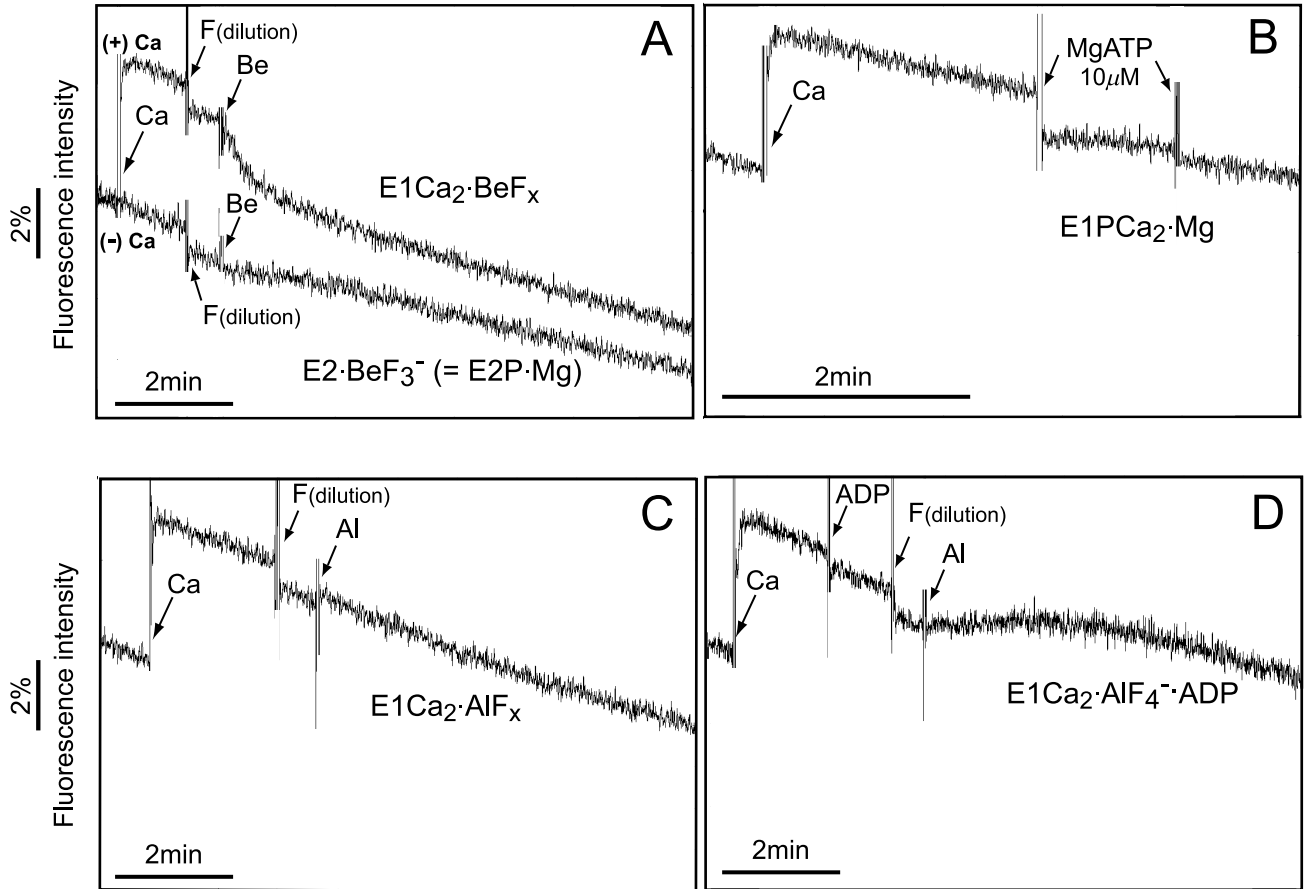 A
(+) Ca
F(dilution)
Be
Ca
E1Ca₂·BeFₓ
Be
(-) Ca
F(dilution)
E2·BeF₃⁻ (= E2P·Mg)
2min
2%
Fluorescence intensity
B
MgATP
10μM
Ca
E1PCa₂·Mg
2min
C
F(dilution)
Al
Ca
E1Ca₂·AlFₓ
2min
2%
Fluorescence intensity
D
ADP
F(dilution)
Al
Ca
E1Ca₂·AlF₄⁻·ADP
2min